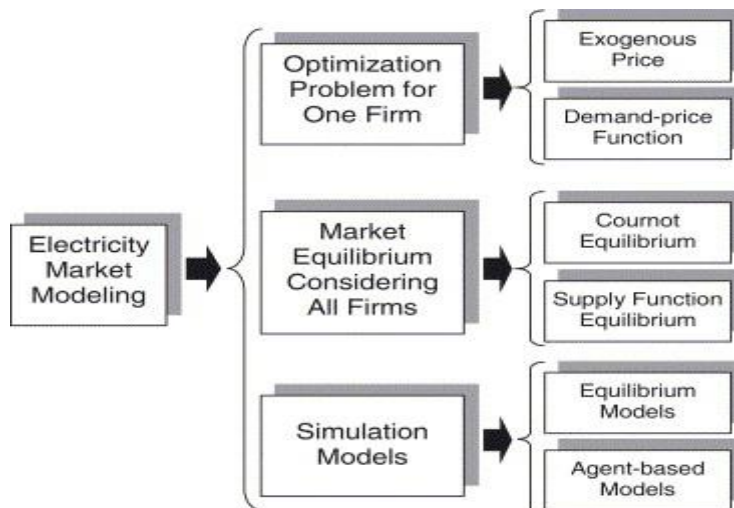 Electricity
Market
Modeling
Optimization
Problem for
One Firm
Exogenous
Price
Demand-price
Function
Market
Equilibrium
Considering
All Firms
Cournot
Equilibrium
Supply Function
Equilibrium
Simulation
Models
Equilibrium
Models
Agent-based
Models